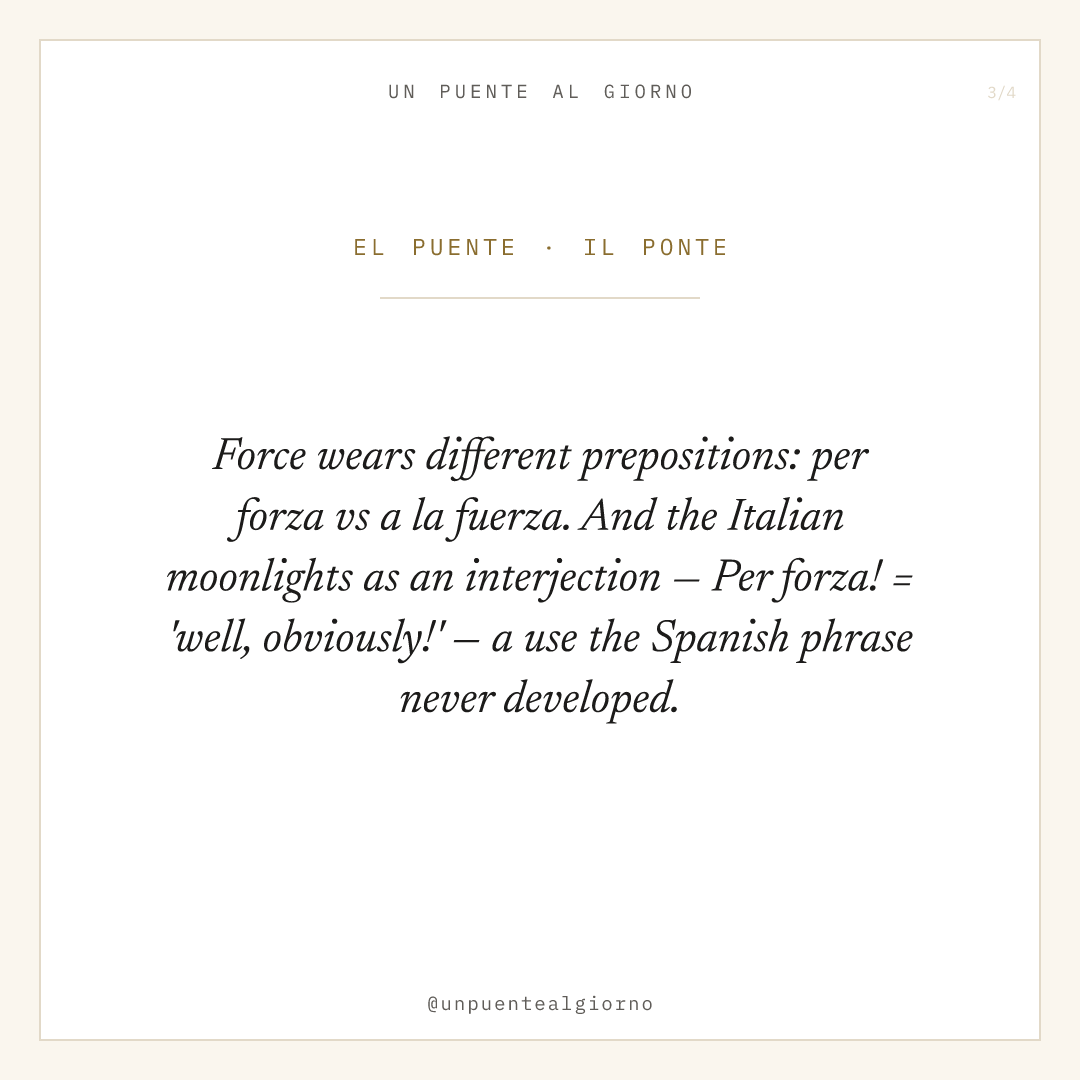 UN PUENTE AL GIORNO
3/4
EL PUENTE · IL PONTE
Force wears different prepositions: per
forza vs a la fuerza. And the Italian
moonlights as an interjection – Per forza! =
'well, obviously!' – a use the Spanish phrase
never developed.
@unpuentealgiorno